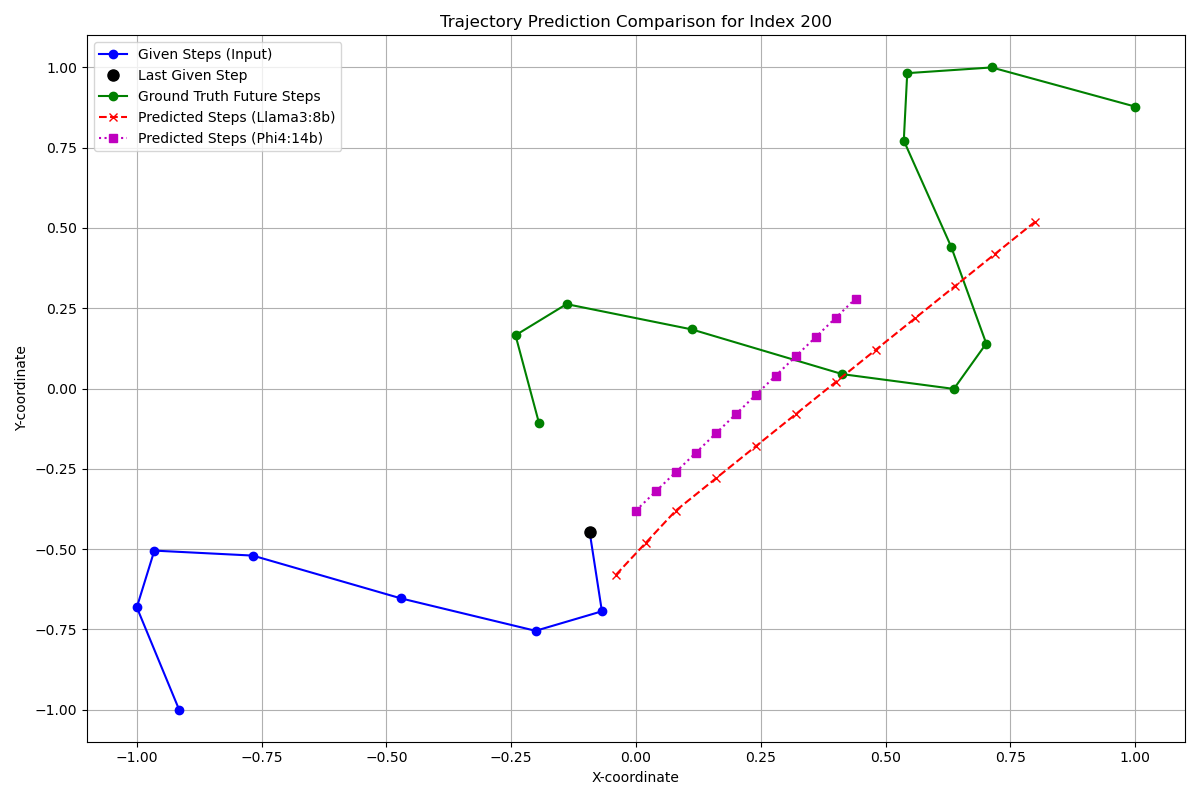 Trajectory Prediction Comparison for Index 200
Given Steps (Input)
Last Given Step
Ground Truth Future Steps
Predicted Steps (Llama3:8b)
Predicted Steps (Phi4:14b)
Y-coordinate
1.00
0.75
0.50
0.25
0.00
−0.25
−0.50
−0.75
−1.00
−1.00 −0.75 −0.50 −0.25 0.00 0.25 0.50 0.75 1.00
X-coordinate